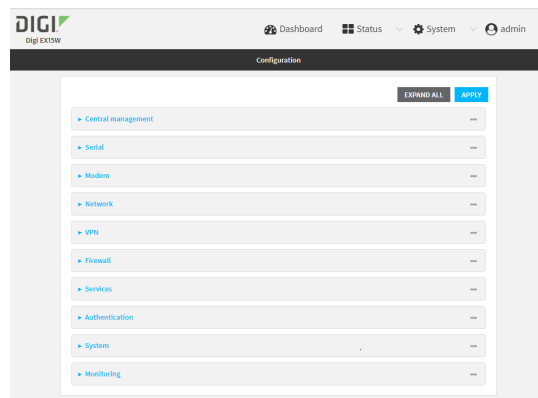 DIGI
Digi EX15W
Dashboard
Status
System
admin
Configuration
EXPAND ALL
APPLY
Central management
Serial
Modem
Network
VPN
Firewall
Services
Authentication
System
Monitoring